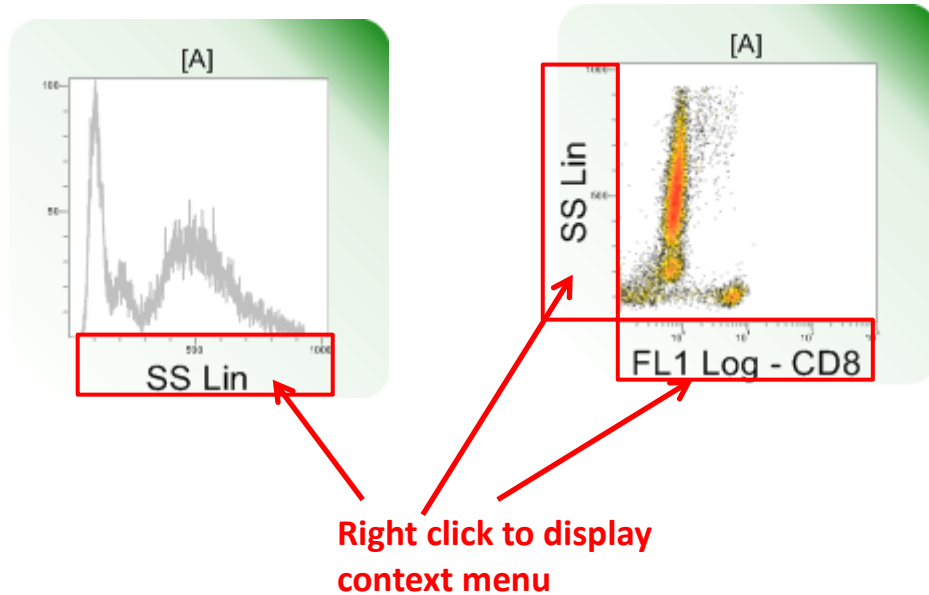 [A]
100
50
500
1000
SS Lin
[A]
1000
500
SS Lin
FL1 Log - CD8
Right click to display
context menu